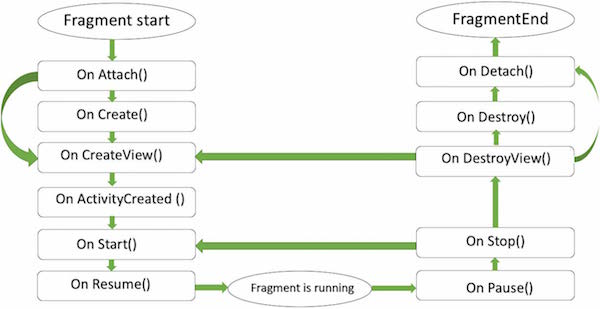 Fragment start
On Attach()
On Create()
On CreateView()
On ActivityCreated ()
On Start()
On Resume()
Fragment is running
FragmentEnd
On Detach()
On Destroy()
On DestroyView()
On Stop()
On Pause()